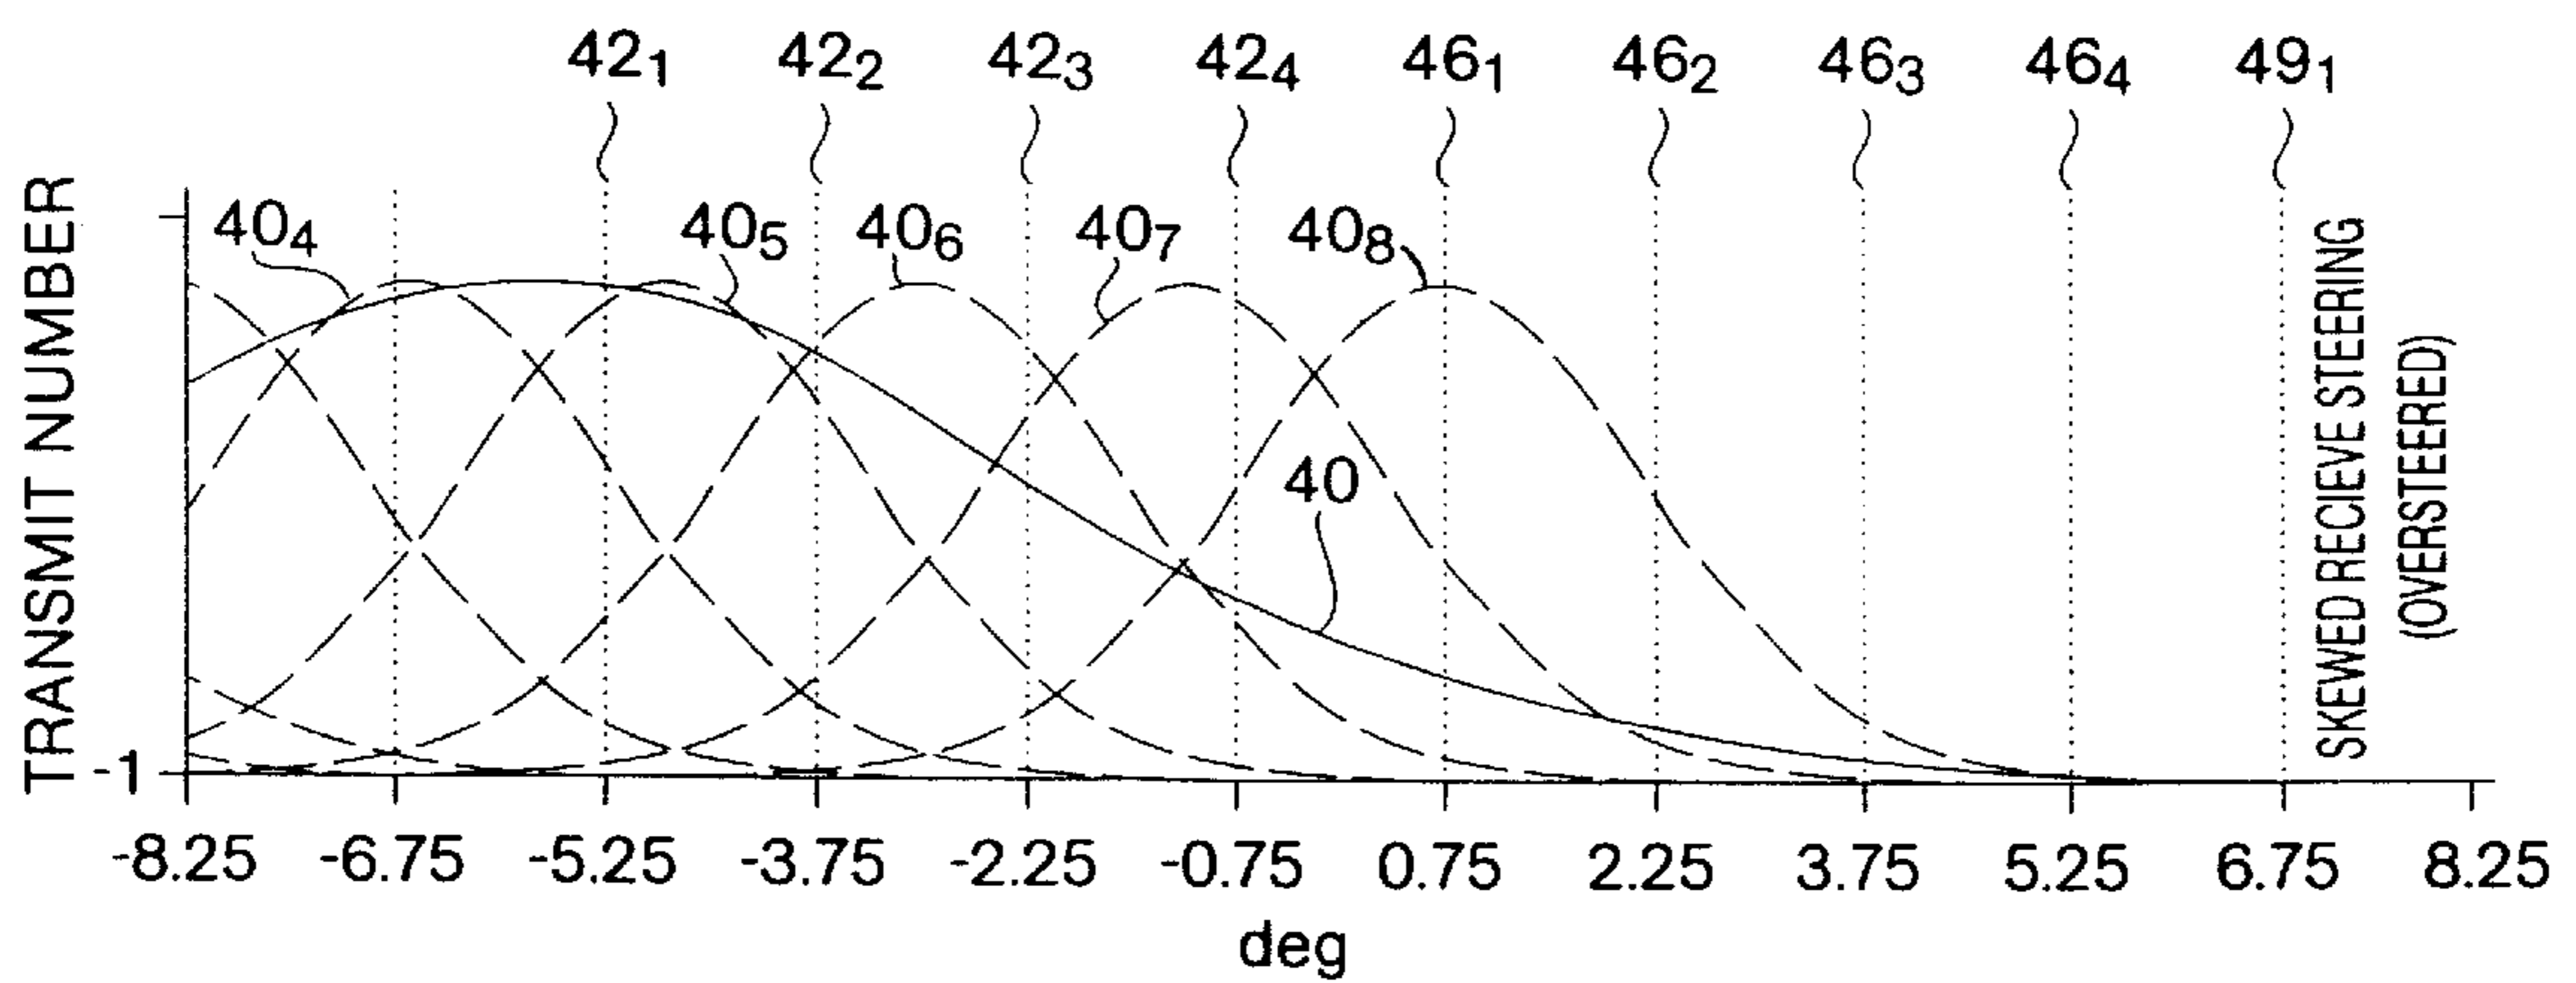 42₁ 42₂ 42₃ 42₄ 46₁ 46₂ 46₃ 46₄ 49₁
40₄ 40₅ 40₆ 40₇ 40₈
40
TRANSMIT NUMBER
-1
SKEWED RECIEVE STEERING
(OVERSTEERED)
-8.25 -6.75 -5.25 -3.75 -2.25 -0.75 0.75 2.25 3.75 5.25 6.75 8.25
deg